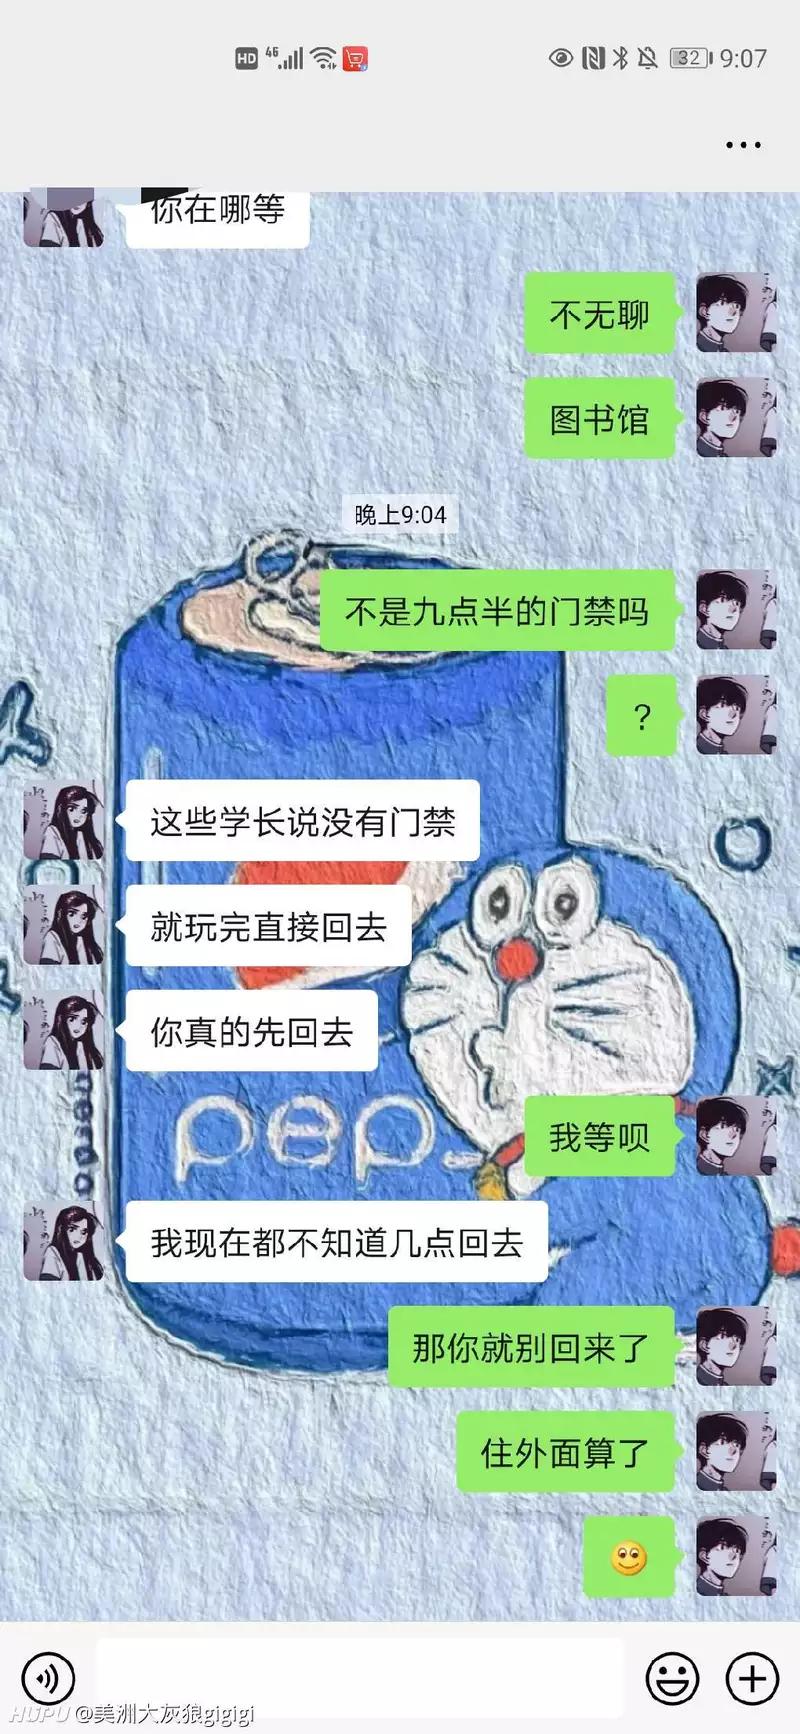 HD 4G 32 9:07
你在哪等
不无聊
图书馆
晚上9:04
不是九点半的门禁吗
?
这些学长说没有门禁
就玩完直接回去
你真的先回去
我等呗
我现在都不知道几点回去
那你就别回来了
住外面算了
pep
HUPU @美洲大灰狼gigigi